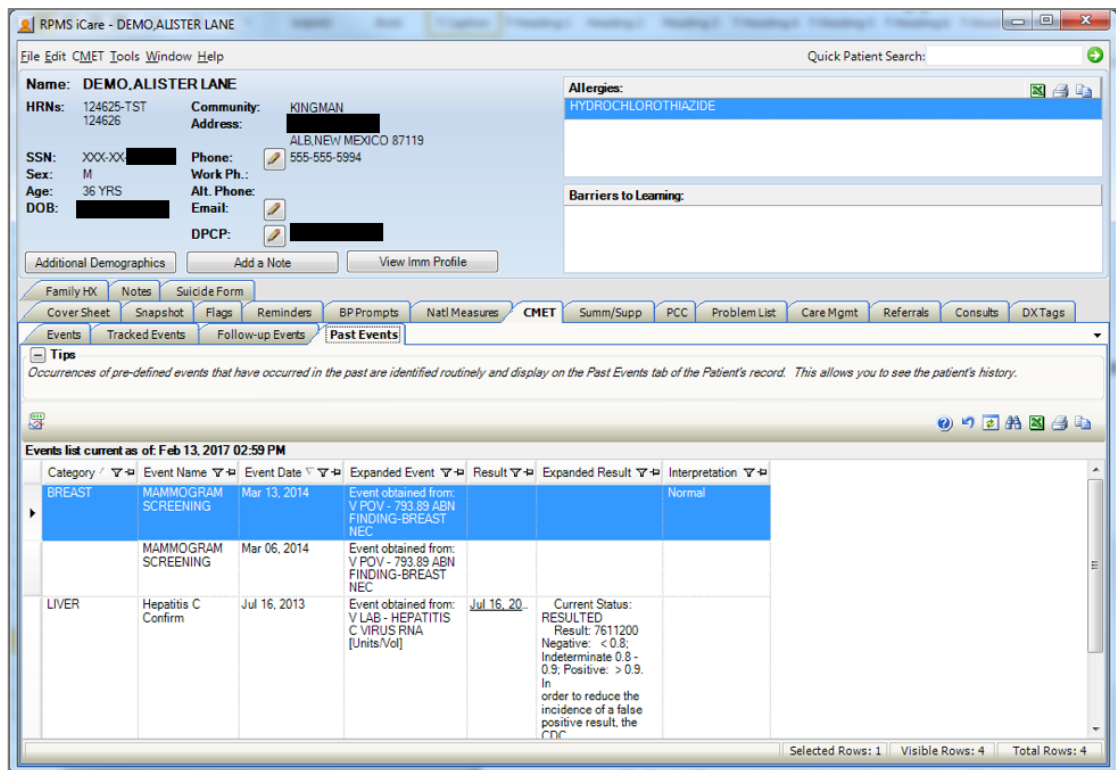 RPMS iCare - DEMO,ALISTER LANE
File Edit CMET Tools Window Help
Quick Patient Search:
Name: DEMO,ALISTER LANE
HRNs: 124625-TST
124626
Community: KINGMAN
Address:
ALB,NEW MEXICO 87119
SSN: XXX-XX-
Phone: 555-555-5994
Sex: M
Work Ph.:
Age: 36 YRS
Alt. Phone:
DOB:
Email:
DPCP:
Allergies:
HYDROCHLOROTHIAZIDE
Barriers to Learning:
Additional Demographics
Add a Note
View Imm Profile
Family HX Notes Suicide Form
Cover Sheet Snapshot Flags Reminders BP Prompts Natl Measures CMET Summ/Supp PCC Problem List Care Mgmt Referrals Consults DX Tags
Events Tracked Events Follow-up Events Past Events
Tips
Occurrences of pre-defined events that have occurred in the past are identified routinely and display on the Past Events tab of the Patient's record. This allows you to see the patient's history.
Events list current as of: Feb 13, 2017 02:59 PM
Category Event Name Event Date Expanded Event Result Expanded Result Interpretation
BREAST
MAMMOGRAM
SCREENING
Mar 13, 2014
Event obtained from:
V POV - 793.89 ABN
FINDING-BREAST
NEC
Normal
MAMMOGRAM
SCREENING
Mar 06, 2014
Event obtained from:
V POV - 793.89 ABN
FINDING-BREAST
NEC
LIVER
Hepatitis C
Confirm
Jul 16, 2013
Event obtained from:
V LAB - HEPATITIS
C VIRUS RNA
[Units/Vol]
Jul 16, 20...
Current Status:
RESULTED
Result: 7611200
Negative: < 0.8;
Indeterminate 0.8 -
0.9; Positive: > 0.9.
In
order to reduce the
incidence of a false
positive result, the
CDC
Selected Rows: 1 Visible Rows: 4 Total Rows: 4